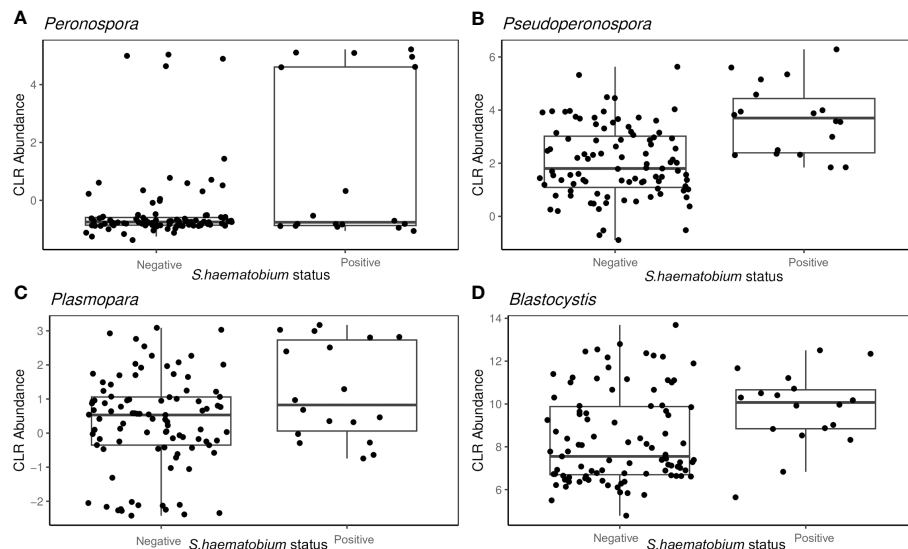 A Peronospora
CLR Abundance
4
2
0
Negative
Positive
S.haematobium status
B Pseudoperonospora
CLR Abundance
6
4
2
0
Negative
Positive
S.haematobium status
C Plasmopara
CLR Abundance
3
2
1
0
−1
−2
Negative
Positive
S.haematobium status
D Blastocystis
CLR Abundance
14
12
10
8
6
Negative
Positive
S.haematobium status